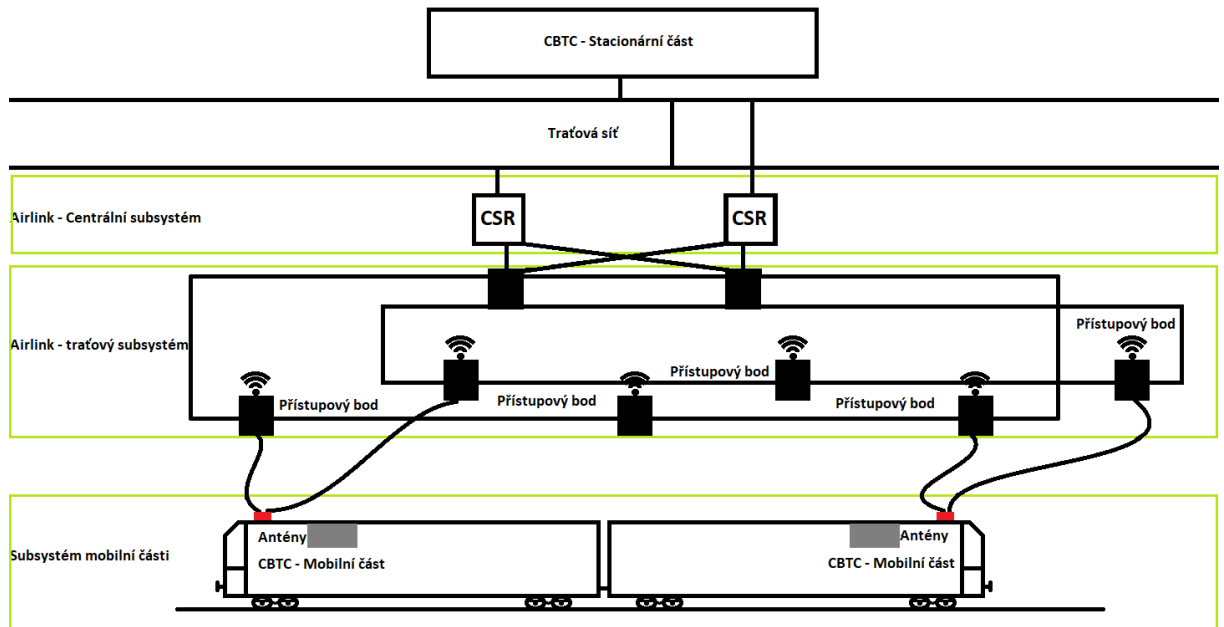 CBTC - Stacionární část
Traťová síť
Airlink - Centrální subsystém
CSR
CSR
Airlink - traťový subsystém
Přístupový bod
Přístupový bod
Přístupový bod
Přístupový bod
Přístupový bod
Subsystém mobilní části
Antény
CBTC - Mobilní část
Antény
CBTC - Mobilní část